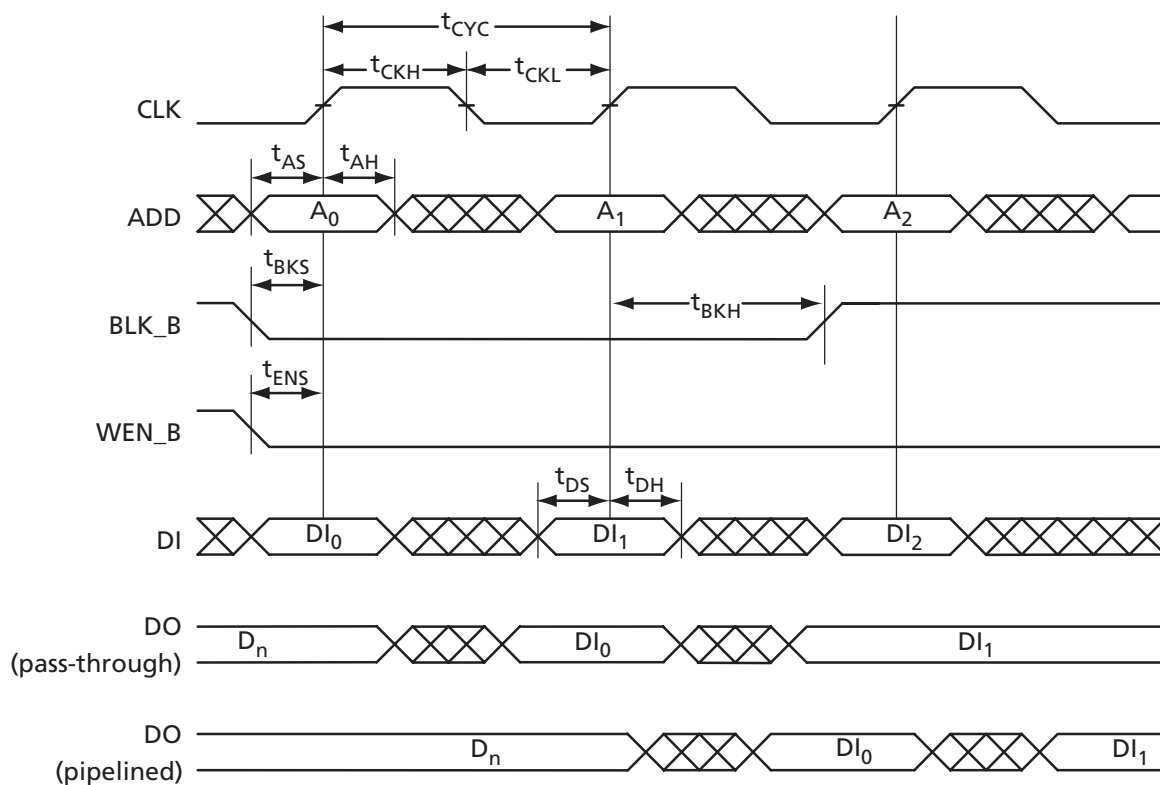 tCYC
tCKH tCKL
CLK
tAS tAH
ADD A0 A1 A2
tBKS
BLK_B tBKH
tENS
WEN_B
tDS tDH
DI DI0 DI1 DI2
DO
(pass-through) Dn DI0 DI1
DO
(pipelined) Dn DI0 DI1